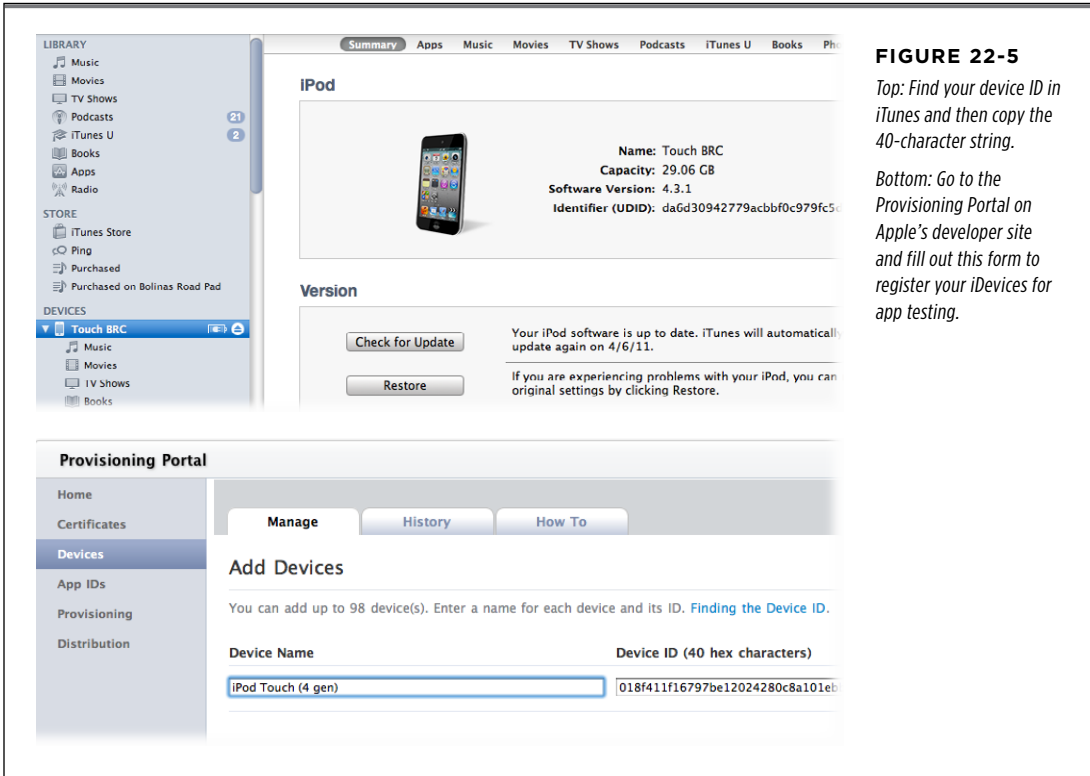 LIBRARY
Music
Movies
TV Shows
Podcasts 21
iTunes U 2
Books
Apps
Radio
STORE
iTunes Store
Ping
Purchased
Purchased on Bolinas Road Pad
DEVICES
Touch BRC
Music
Movies
TV Shows
Books
Summary Apps Music Movies TV Shows Podcasts iTunes U Books Pho
iPod
Name: Touch BRC
Capacity: 29.06 GB
Software Version: 4.3.1
Identifier (UDID): da6d30942779acbbf0c979fc5d
Version
Check for Update
Your iPod software is up to date. iTunes will automatically
update again on 4/6/11.
Restore
If you are experiencing problems with your iPod, you can
original settings by clicking Restore.
FIGURE 22-5
Top: Find your device ID in
iTunes and then copy the
40-character string.
Bottom: Go to the
Provisioning Portal on
Apple's developer site
and fill out this form to
register your iDevices for
app testing.
Provisioning Portal
Home
Certificates
Devices
App IDs
Provisioning
Distribution
Manage History How To
Add Devices
You can add up to 98 device(s). Enter a name for each device and its ID. Finding the Device ID.
Device Name Device ID (40 hex characters)
iPod Touch (4 gen) 018f411f16797be12024280c8a101eb